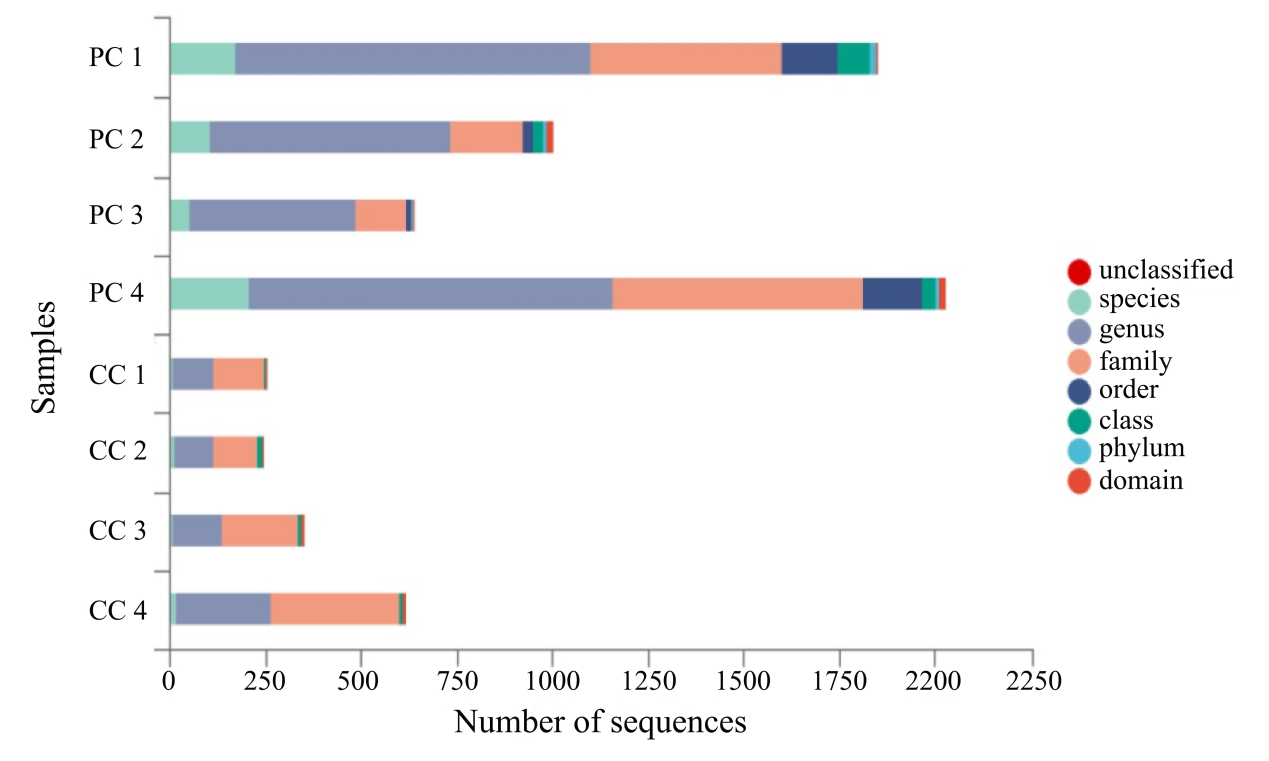 PC 1
PC 2
PC 3
PC 4
CC 1
CC 2
CC 3
CC 4
Samples
0 250 500 750 1000 1250 1500 1750 2200 2250
Number of sequences
unclassified
species
genus
family
order
class
phylum
domain